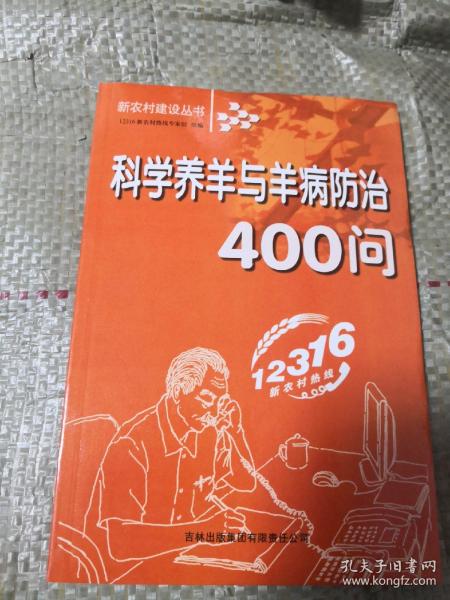 新农村建设丛书
12316新农村热线专家组 组编
科学养羊与羊病防治
400问
12316
新农村热线
吉林出版集团有限责任公司
孔夫子旧书网
www.kongfz.com